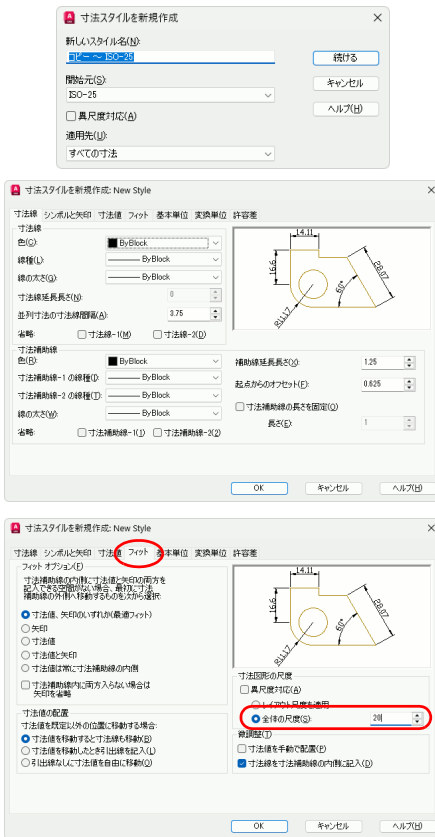 寸法スタイルを新規作成
新しいスタイル名(N):
コピー ～ ISO-25
続ける
開始元(S):
キャンセル
ISO-25
ヘルプ(H)
異尺度対応(A)
適用先(U):
すべての寸法
寸法スタイルを新規作成: New Style
寸法線 シンボルと矢印 寸法値 フィット 基本単位 変換単位 許容差
寸法線
色(C): ByBlock
線種(L): ByBlock
線の太さ(G): ByBlock
寸法線延長長さ(N): 0
並列寸法の寸法線間隔(A): 3.75
省略: 寸法線-1(M) 寸法線-2(D)
14.11
16.6
28.07
60°
R11.17
寸法補助線
色(R): ByBlock
寸法補助線-1 の線種(I): ByBlock
寸法補助線-2 の線種(T): ByBlock
線の太さ(W): ByBlock
省略: 寸法補助線-1(1) 寸法補助線-2(2)
補助線延長長さ(X): 1.25
起点からのオフセット(F): 0.625
寸法補助線の長さを固定(O)
長さ(E): 1
OK キャンセル ヘルプ(H)
寸法スタイルを新規作成: New Style
寸法線 シンボルと矢印 寸法値 フィット 基本単位 変換単位 許容差
フィット オプション(F)
寸法補助線の内側に寸法値と矢印の両方を
記入できる空間がない場合、最初に寸法
補助線の外側へ移動するものを次から選択:
寸法値、矢印のいずれか(最適フィット)
矢印
寸法値
寸法値と矢印
寸法値は常に寸法補助線の内側
寸法補助線内に両方入らない場合は
矢印を省略
寸法値の配置
寸法値を既定以外の位置に移動する場合:
寸法値を移動すると寸法線も移動(B)
寸法値を移動したとき引出線を記入(L)
引出線なしに寸法値を自由に移動(O)
14.11
16.6
28.07
60°
R11.17
寸法図形の尺度
異尺度対応(A)
レイアウト尺度を適用
全体の尺度(S): 20
微調整(T)
寸法値を手動で配置(P)
寸法線を寸法補助線の内側に記入(D)
OK キャンセル ヘルプ(H)